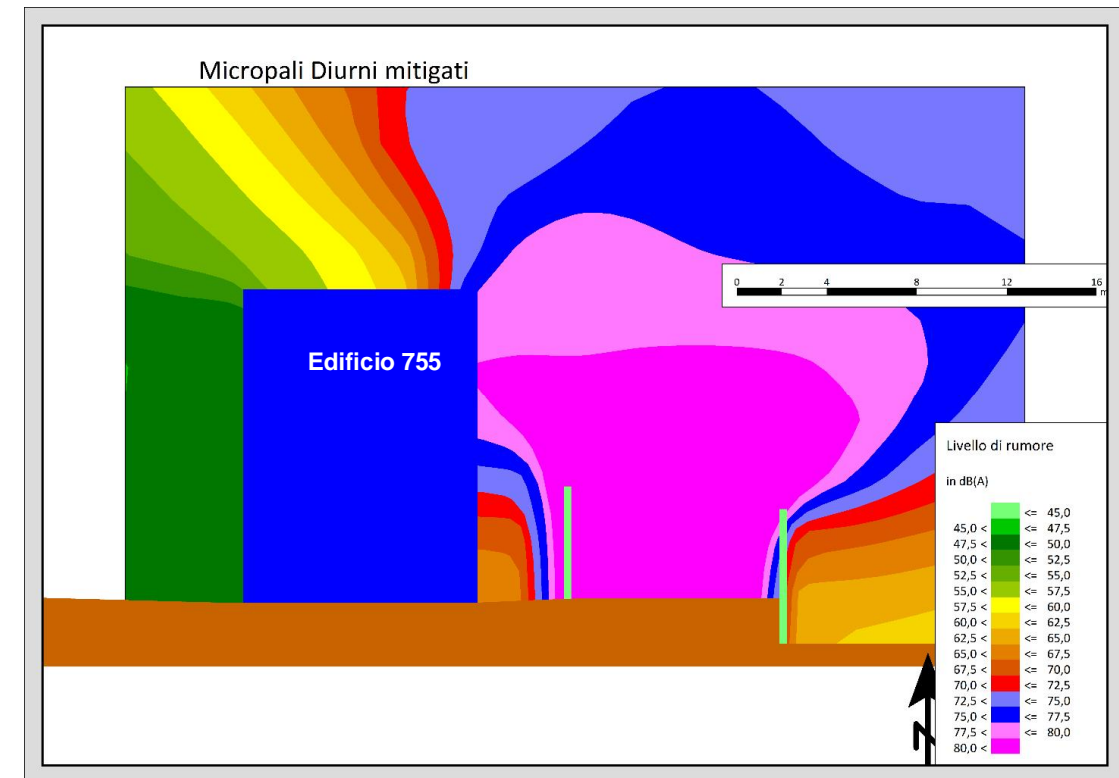 Micropali Diurni mitigati
0 2 4 8 12 16
m
Edificio 755
Livello di rumore
in dB(A)
<= 45,0
45,0 < <= 47,5
47,5 < <= 50,0
50,0 < <= 52,5
52,5 < <= 55,0
55,0 < <= 57,5
57,5 < <= 60,0
60,0 < <= 62,5
62,5 < <= 65,0
65,0 < <= 67,5
67,5 < <= 70,0
70,0 < <= 72,5
72,5 < <= 75,0
75,0 < <= 77,5
77,5 < <= 80,0
80,0 <